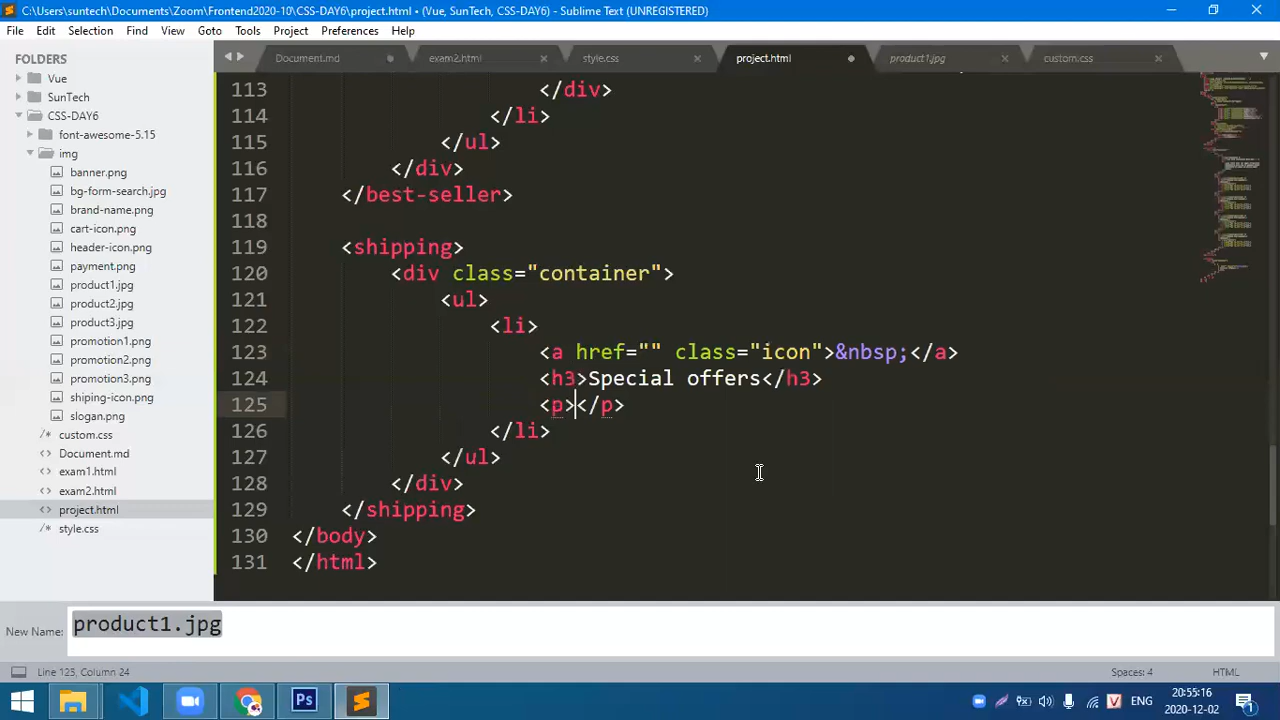 C:\Users\suntech\Documents\Zoom\Frontend2020-10\CSS-DAY6\project.html • (Vue, SunTech, CSS-DAY6) - Sublime Text (UNREGISTERED)
File Edit Selection Find View Goto Tools Project Preferences Help
FOLDERS
Vue
SunTech
CSS-DAY6
font-awesome-5.15
img
banner.png
bg-form-search.jpg
brand-name.png
cart-icon.png
header-icon.png
payment.png
product1.jpg
product2.jpg
product3.jpg
promotion1.png
promotion2.png
promotion3.png
shiping-icon.png
slogan.png
custom.css
Document.md
exam1.html
exam2.html
project.html
style.css
Document.md exam2.html style.css project.html product1.jpg custom.css
113 </div>
114 </li>
115 </ul>
116 </div>
117 </best-seller>
118
119 <shipping>
120 <div class="container">
121 <ul>
122 <li>
123 <a href="" class="icon">&nbsp;</a>
124 <h3>Special offers</h3>
125 <p></p>
126 </li>
127 </ul>
128 </div>
129 </shipping>
130 </body>
131 </html>
New Name: product1.jpg
Line 123, Column 24 Spaces: 4 HTML
Ps V ENG 20:55:16
2020-12-02 1